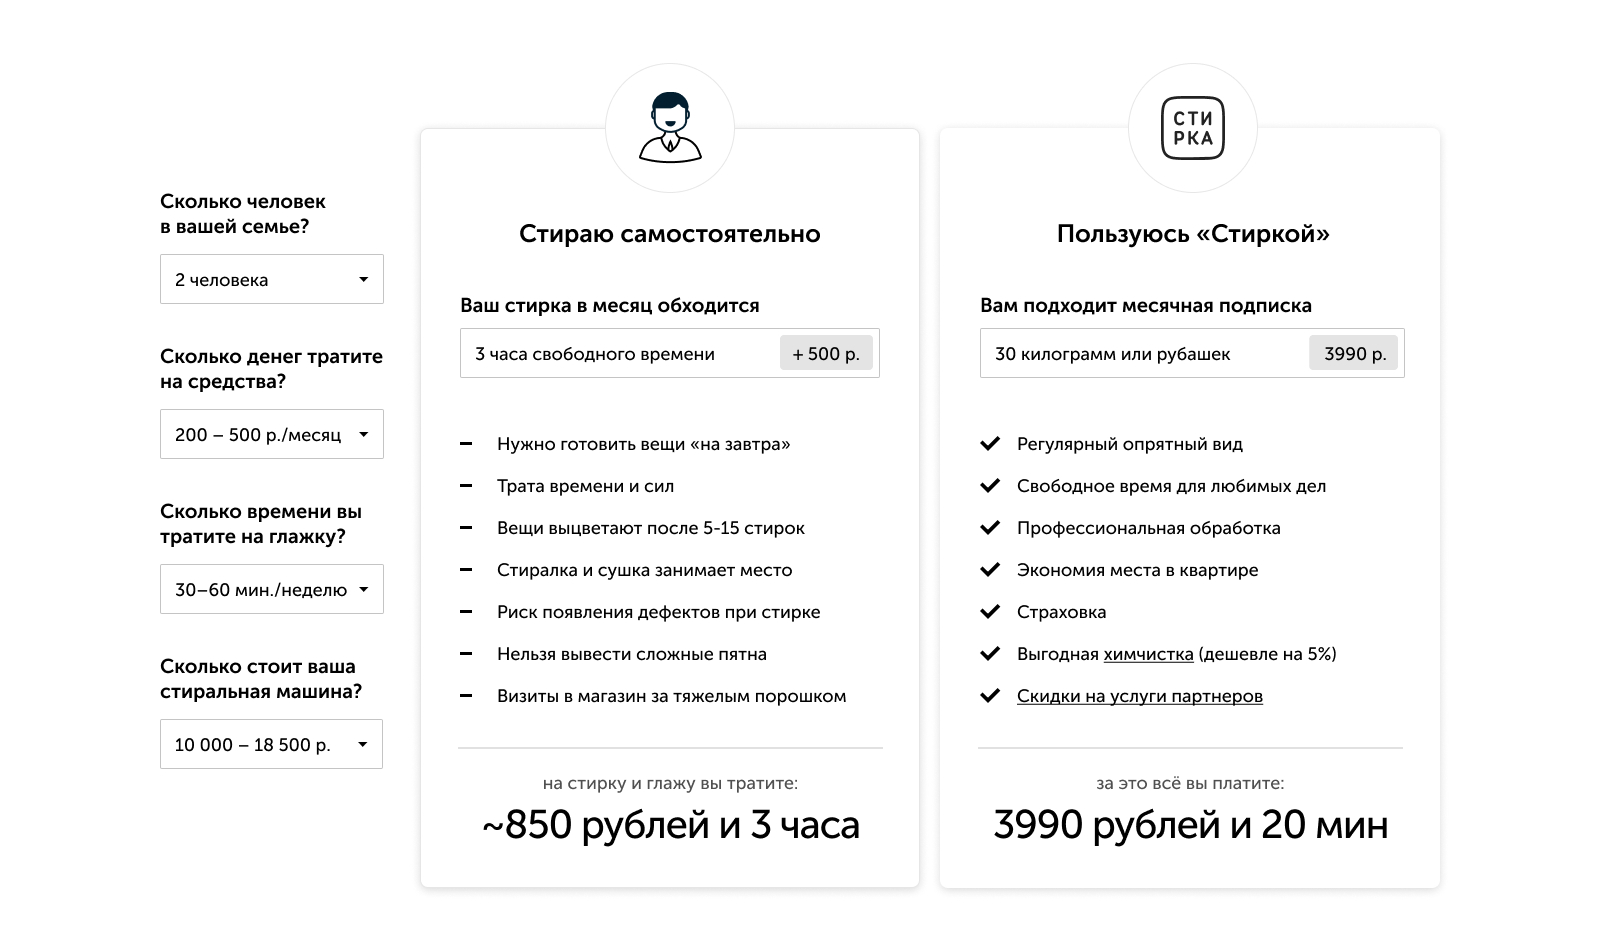 Сколько человек
в вашей семье?
2 человека
Сколько денег тратите
на средства?
200 – 500 р./месяц
Сколько времени вы
тратите на глажку?
30–60 мин./неделю
Сколько стоит ваша
стиральная машина?
10 000 – 18 500 р.
Стираю самостоятельно
Ваш стирка в месяц обходится
3 часа свободного времени + 500 р.
Нужно готовить вещи «на завтра»
Трата времени и сил
Вещи выцветают после 5-15 стирок
Стиралка и сушка занимает место
Риск появления дефектов при стирке
Нельзя вывести сложные пятна
Визиты в магазин за тяжелым порошком
на стирку и глажу вы тратите:
~850 рублей и 3 часа
СТИ
РКА
Пользуюсь «Стиркой»
Вам подходит месячная подписка
30 килограмм или рубашек 3990 р.
Регулярный опрятный вид
Свободное время для любимых дел
Профессиональная обработка
Экономия места в квартире
Страховка
Выгодная химчистка (дешевле на 5%)
Скидки на услуги партнеров
за это всё вы платите:
3990 рублей и 20 мин